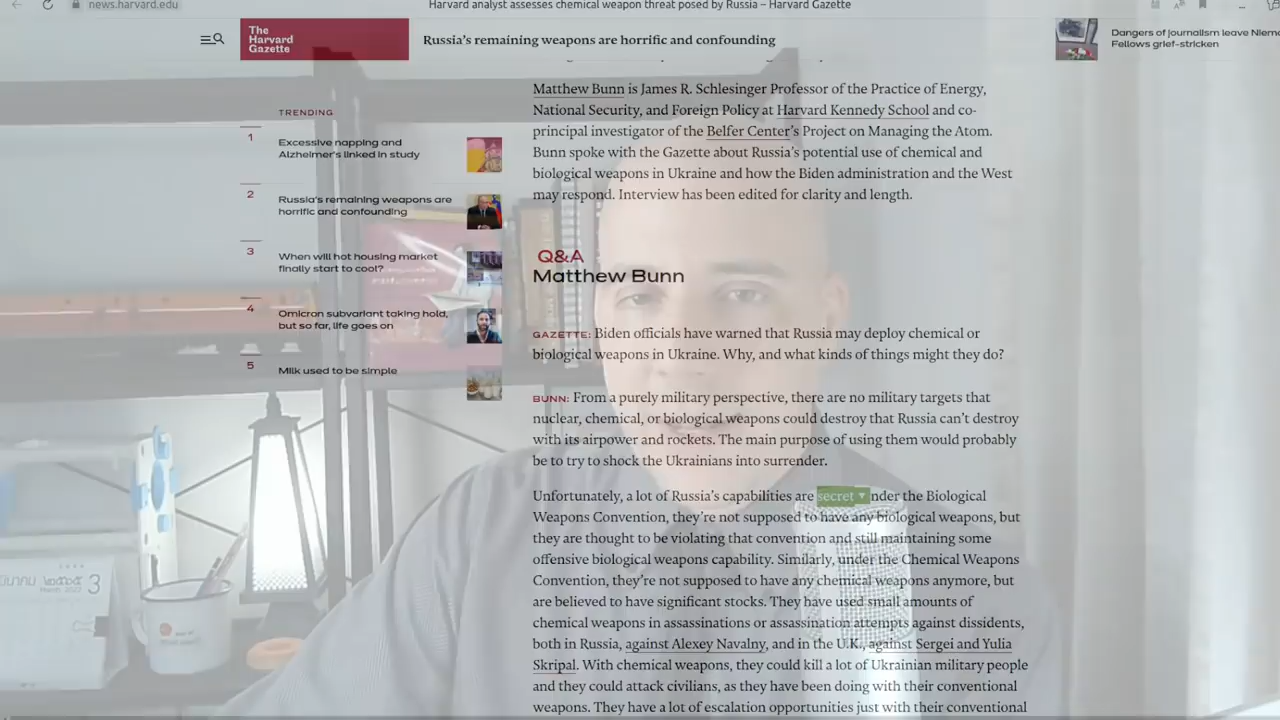 news.harvard.edu
Harvard analyst assesses chemical weapon threat posed by Russia – Harvard Gazette
The
Harvard
Gazette
Russia's remaining weapons are horrific and confounding
Dangers of journalism leave Niem
Fellows grief-stricken
TRENDING
1
Excessive napping and
Alzheimer's linked in study
2
Russia's remaining weapons are
horrific and confounding
3
When will hot housing market
finally start to cool?
4
Omicron subvariant taking hold,
but so far, life goes on
5
Milk used to be simple
Matthew Bunn is James R. Schlesinger Professor of the Practice of Energy,
National Security, and Foreign Policy at Harvard Kennedy School and co-
principal investigator of the Belfer Center's Project on Managing the Atom.
Bunn spoke with the Gazette about Russia's potential use of chemical and
biological weapons in Ukraine and how the Biden administration and the West
may respond. Interview has been edited for clarity and length.
Q&A
Matthew Bunn
GAZETTE: Biden officials have warned that Russia may deploy chemical or
biological weapons in Ukraine. Why, and what kinds of things might they do?
BUNN: From a purely military perspective, there are no military targets that
nuclear, chemical, or biological weapons could destroy that Russia can't destroy
with its airpower and rockets. The main purpose of using them would probably
be to try to shock the Ukrainians into surrender.
Unfortunately, a lot of Russia's capabilities are secret ▼ nder the Biological
Weapons Convention, they're not supposed to have any biological weapons, but
they are thought to be violating that convention and still maintaining some
offensive biological weapons capability. Similarly, under the Chemical Weapons
Convention, they're not supposed to have any chemical weapons anymore, but
are believed to have significant stocks. They have used small amounts of
chemical weapons in assassinations or assassination attempts against dissidents,
both in Russia, against Alexey Navalny, and in the U.K., against Sergei and Yulia
Skripal. With chemical weapons, they could kill a lot of Ukrainian military people
and they could attack civilians, as they have been doing with their conventional
weapons. They have a lot of escalation opportunities just with their conventional
มีนาคม ๒๕๖๕ 3
March 2022